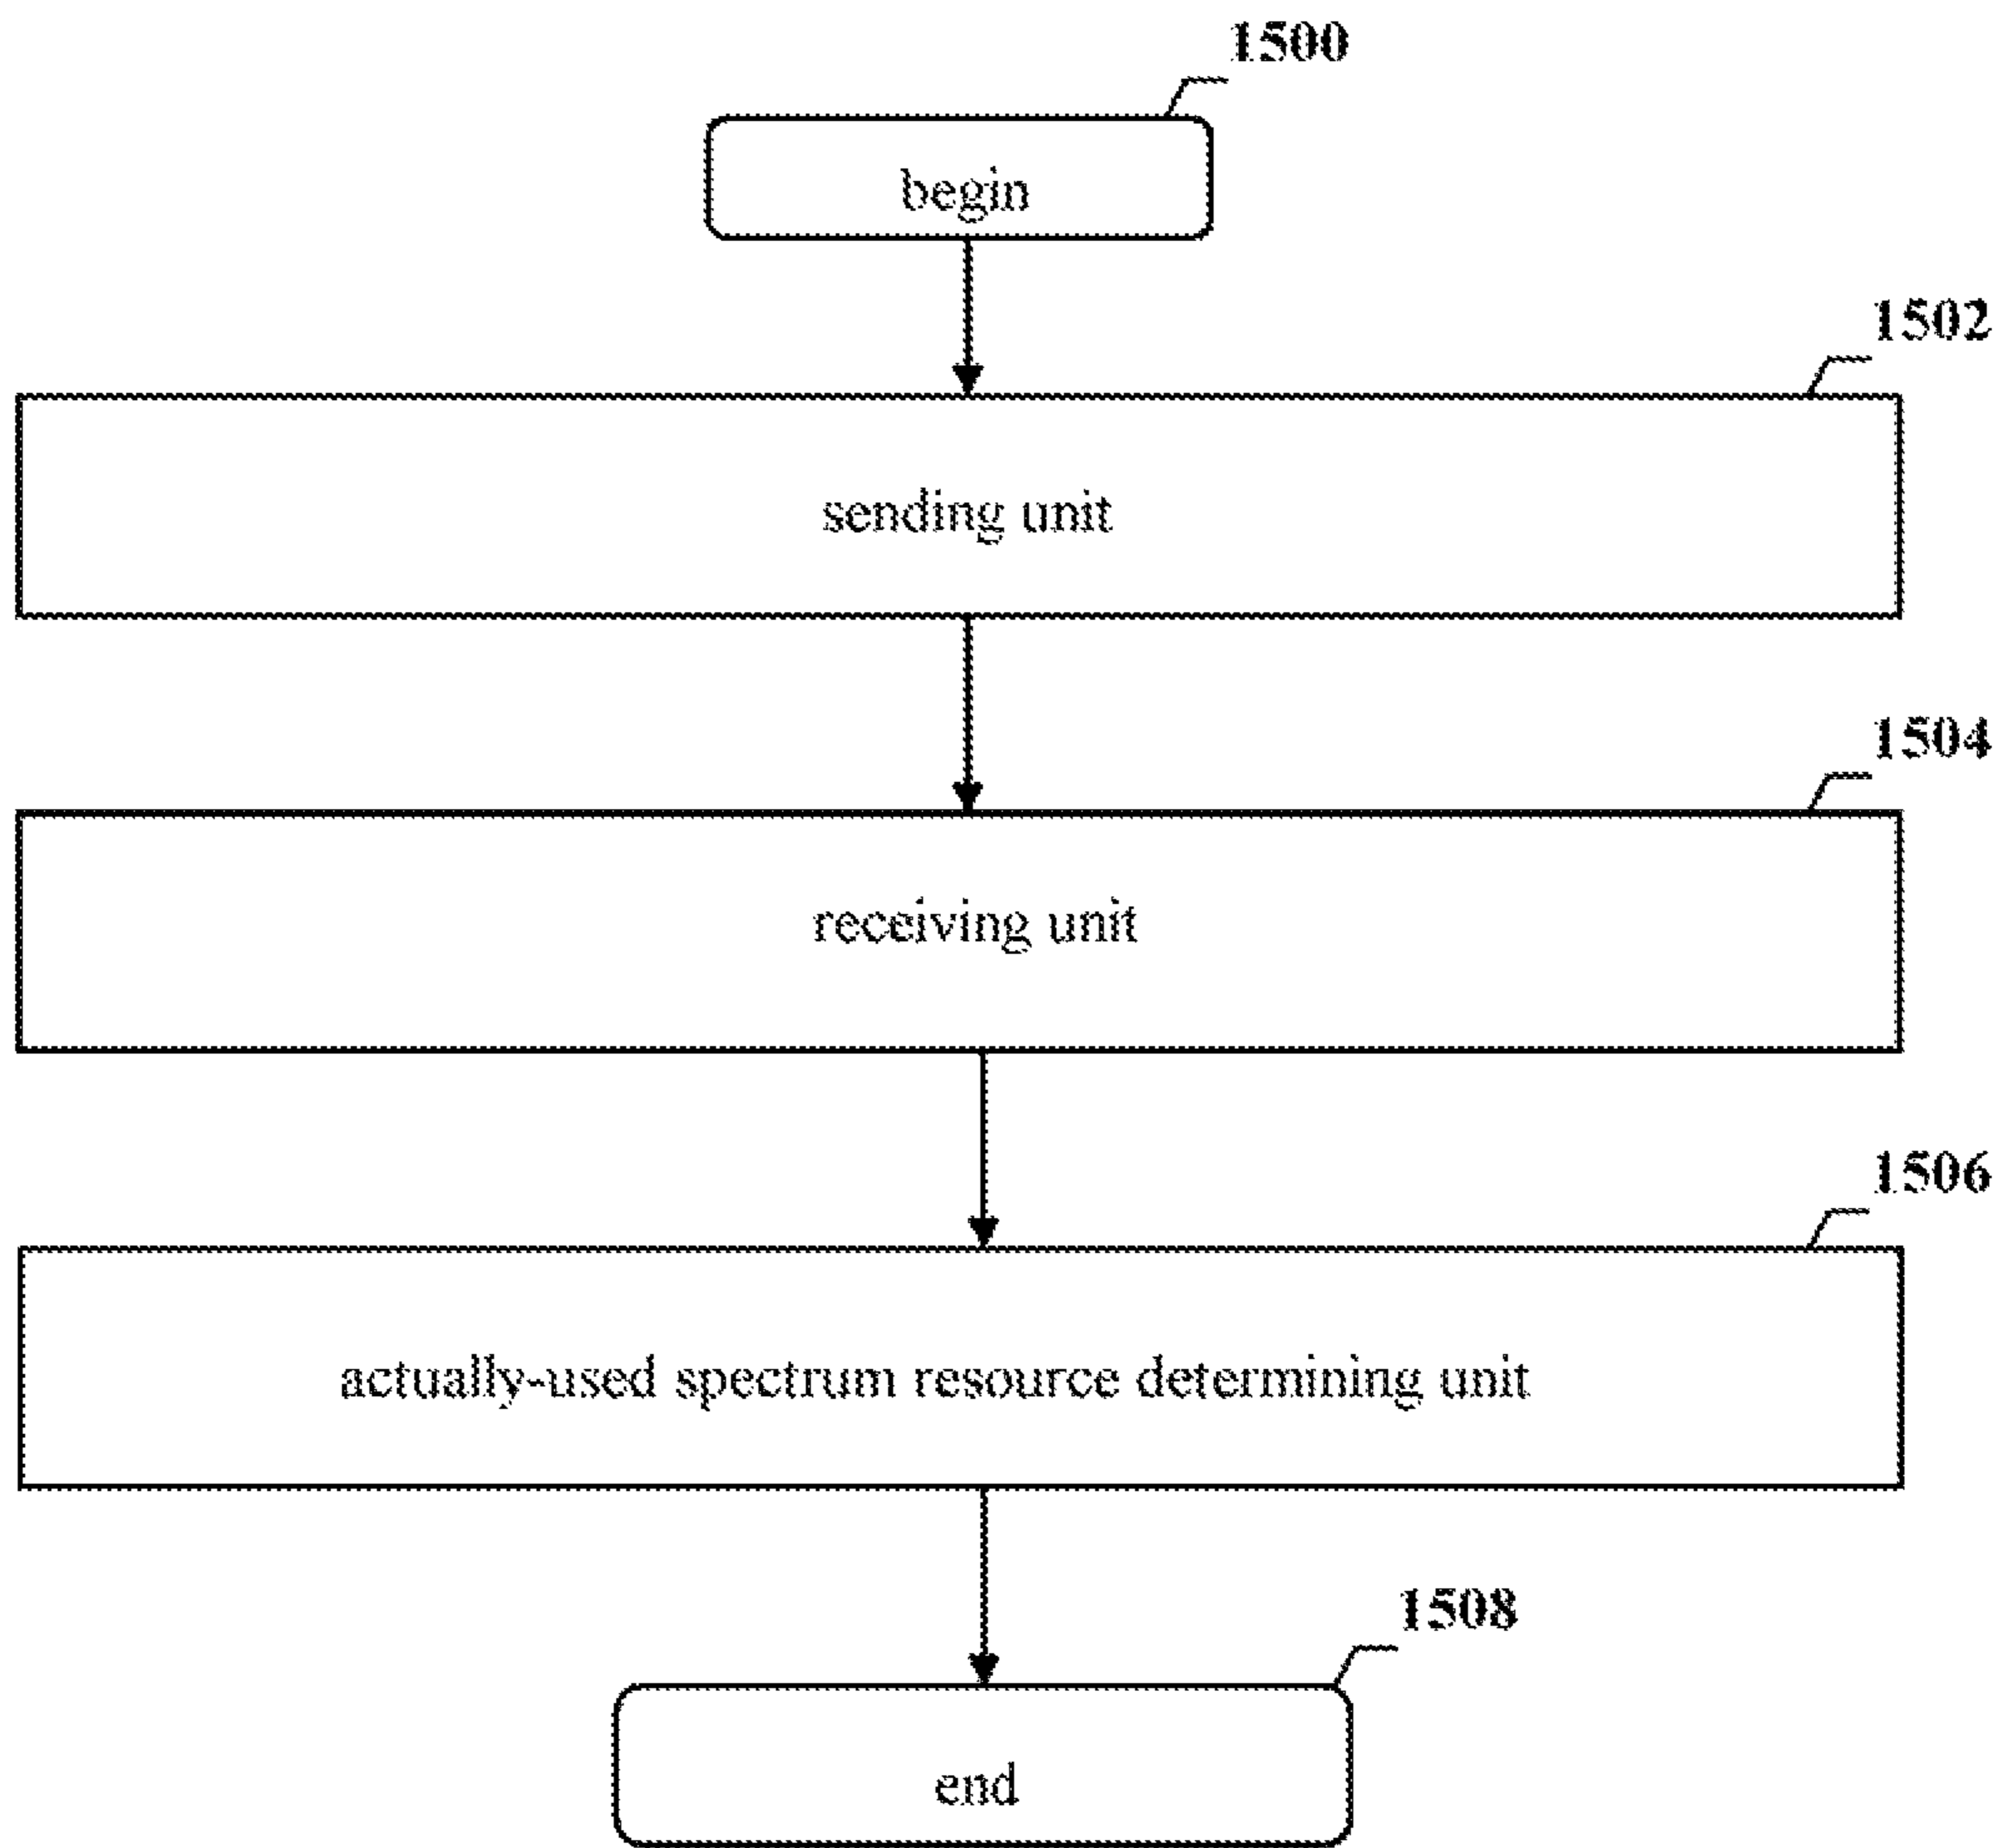 1500
begin
1502
sending unit
1504
receiving unit
1506
actually-used spectrum resource determining unit
1508
end